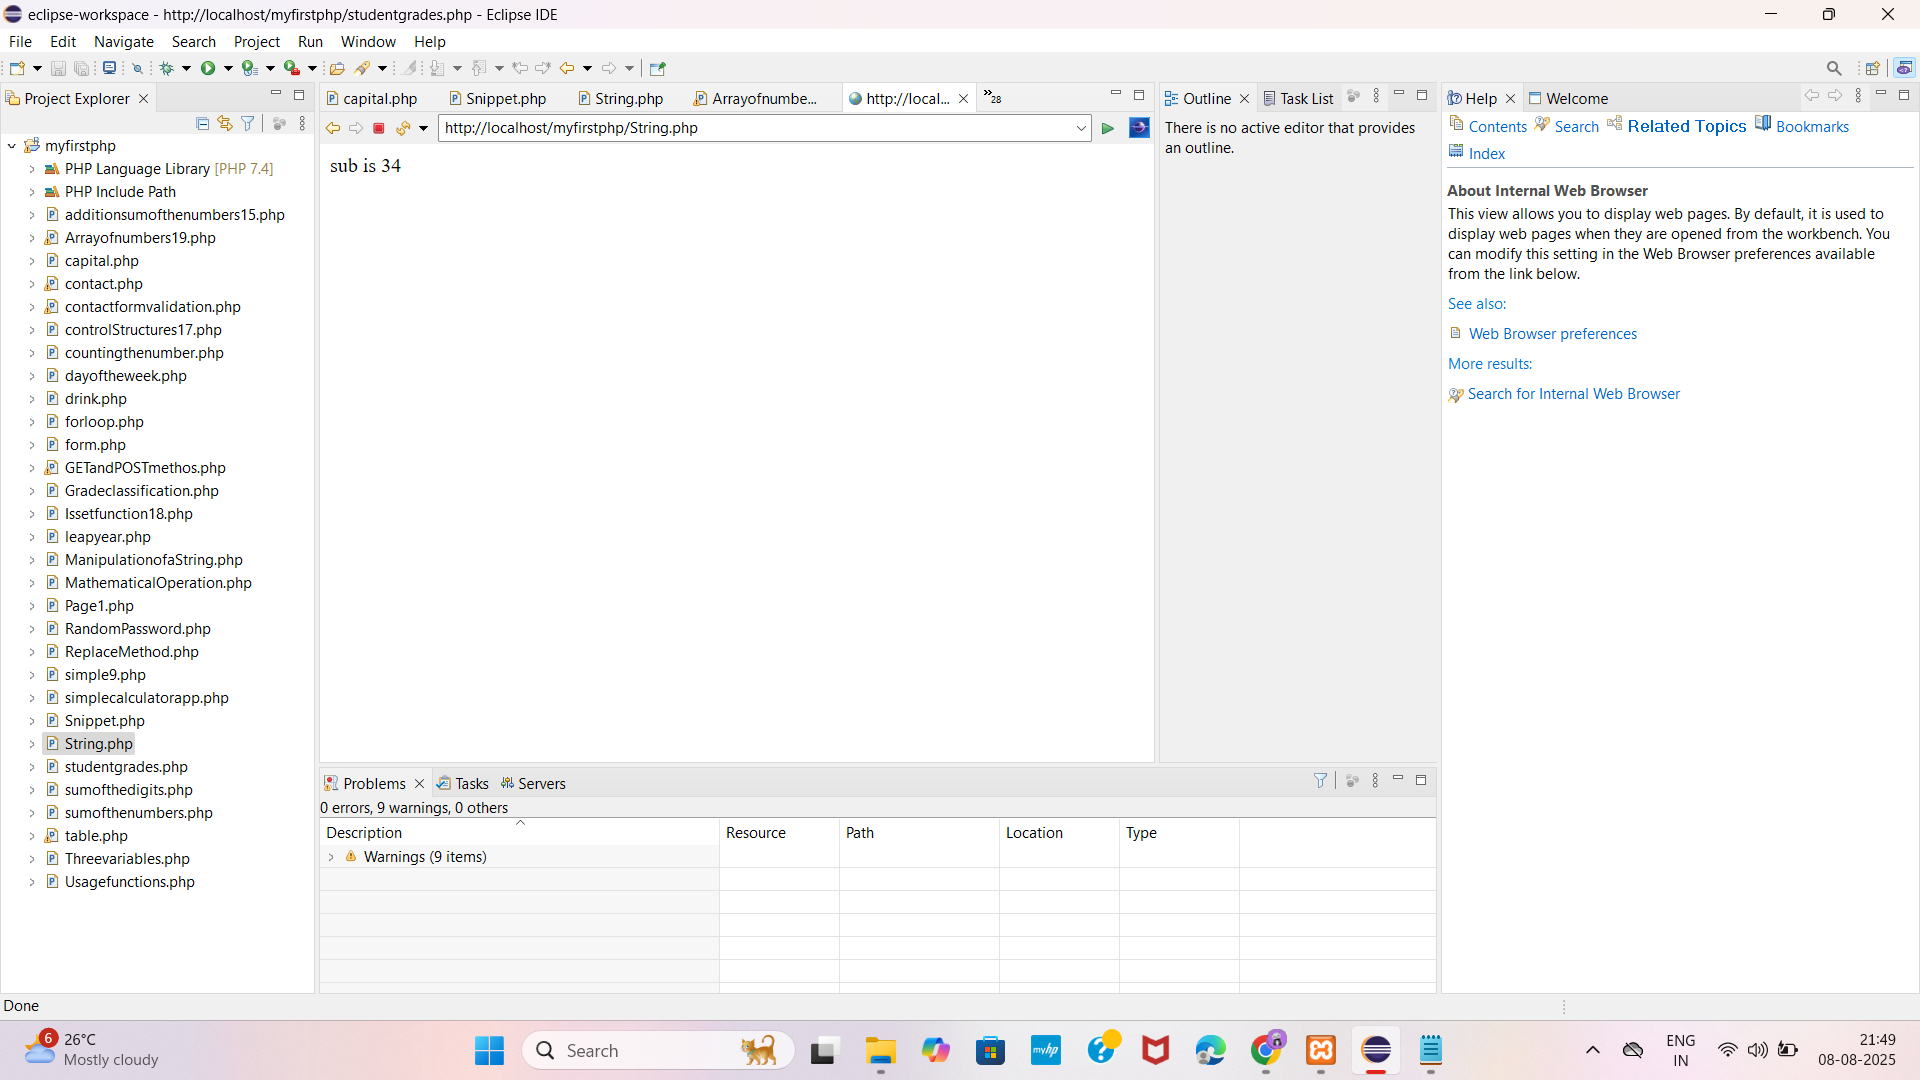 eclipse-workspace - http://localhost/myfirstphp/studentgrades.php - Eclipse IDE
File Edit Navigate Search Project Run Window Help
Project Explorer
myfirstphp
PHP Language Library [PHP 7.4]
PHP Include Path
additionsumofthenumbers15.php
Arrayofnumbers19.php
capital.php
contact.php
contactformvalidation.php
controlStructures17.php
countingthenumber.php
dayoftheweek.php
drink.php
forloop.php
form.php
GETandPOSTmethos.php
Gradeclassification.php
Issetfunction18.php
leapyear.php
ManipulationofaString.php
MathematicalOperation.php
Page1.php
RandomPassword.php
ReplaceMethod.php
simple9.php
simplecalculatorapp.php
Snippet.php
String.php
studentgrades.php
sumofthedigits.php
sumofthenumbers.php
table.php
Threevariables.php
Usagefunctions.php
capital.php Snippet.php String.php Arrayofnumbe... http://local... »28
http://localhost/myfirstphp/String.php
sub is 34
Outline Task List
There is no active editor that provides
an outline.
Help Welcome
Contents Search Related Topics Bookmarks
Index
About Internal Web Browser
This view allows you to display web pages. By default, it is used to
display web pages when they are opened from the workbench. You
can modify this setting in the Web Browser preferences available
from the link below.
See also:
Web Browser preferences
More results:
Search for Internal Web Browser
Problems Tasks Servers
0 errors, 9 warnings, 0 others
Description Resource Path Location Type
Warnings (9 items)
Done
6
26°C
Mostly cloudy
Search
myhp
ENG
IN
21:49
08-08-2025